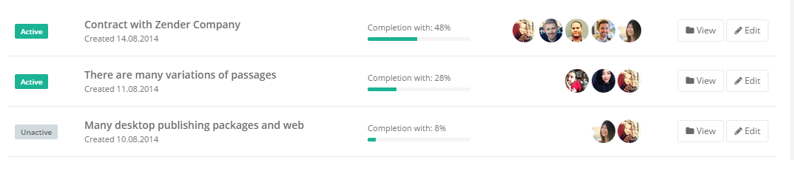 Active
Contract with Zender Company
Created 14.08.2014
Completion with: 48%
View
Edit
Active
There are many variations of passages
Created 11.08.2014
Completion with: 28%
View
Edit
Unactive
Many desktop publishing packages and web
Created 10.08.2014
Completion with: 8%
View
Edit